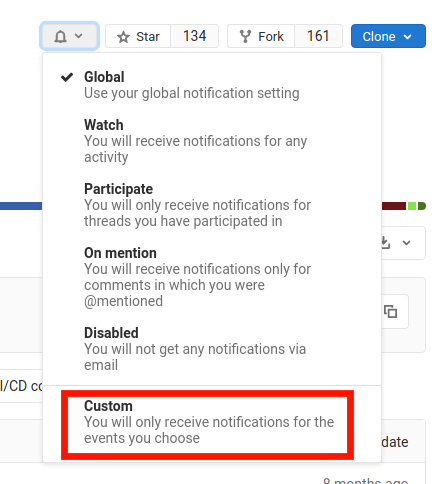 Star 134 Fork 161 Clone
Global
Use your global notification setting
Watch
You will receive notifications for any
activity
Participate
You will only receive notifications for
threads you have participated in
On mention
You will receive notifications only for
comments in which you were
@mentioned
Disabled
You will not get any notifications via
email
I/CD co
Custom
You will only receive notifications for the
events you choose
date
8 months ago